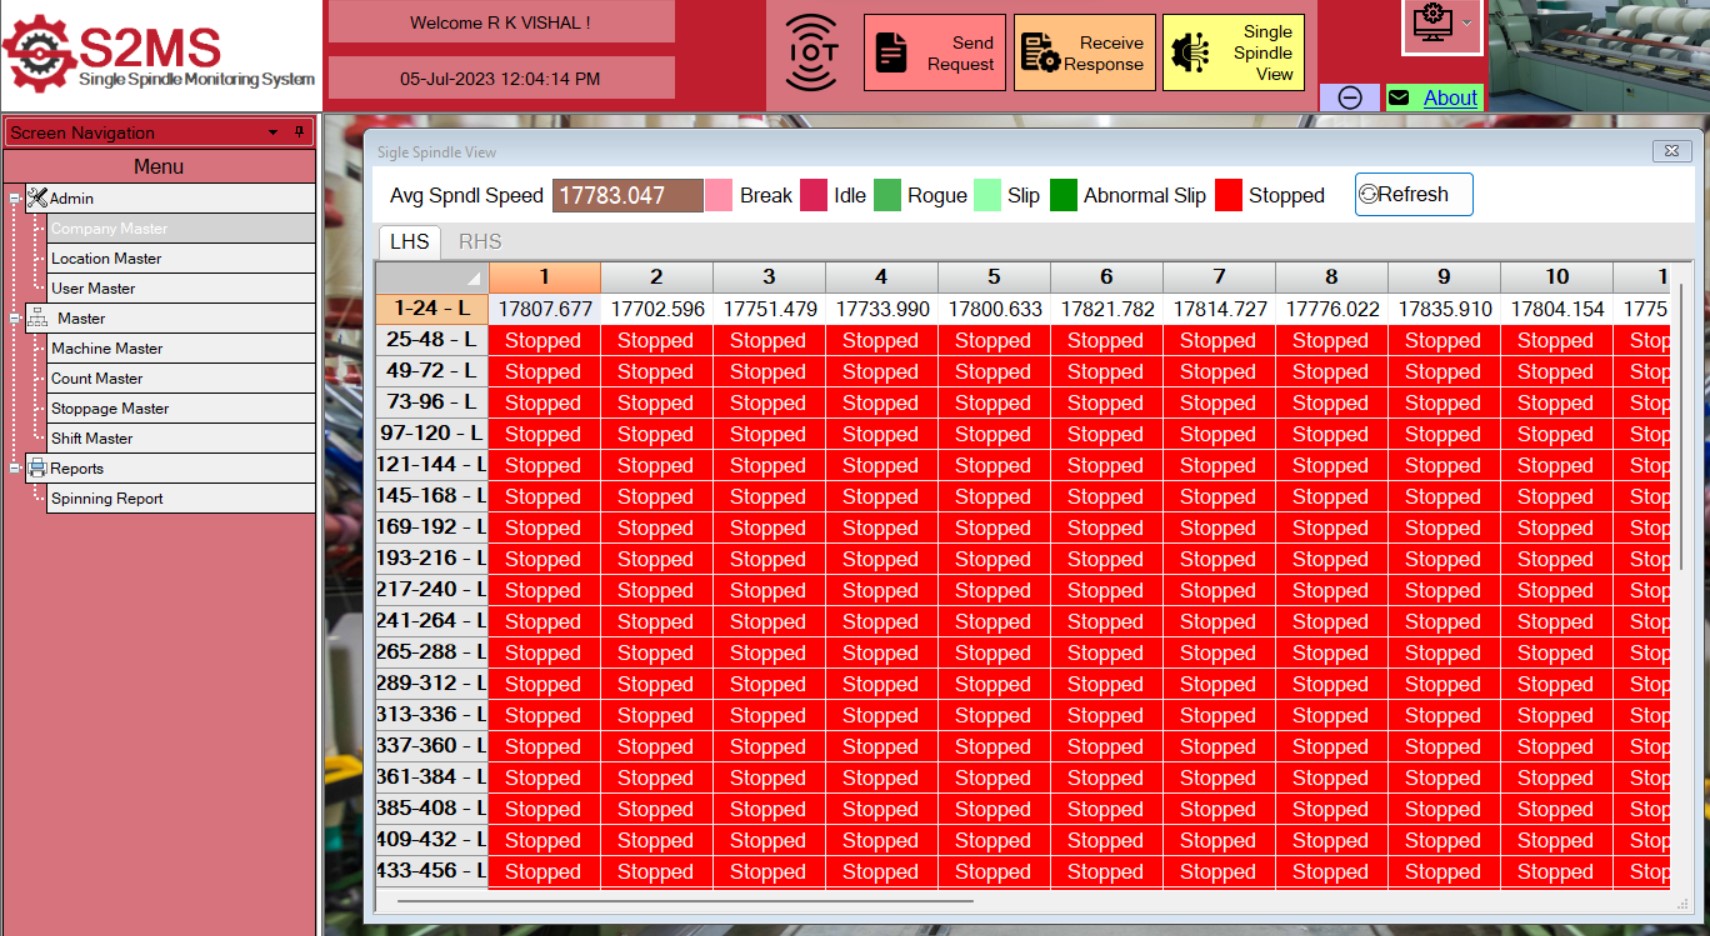 S2MS
Single Spindle Monitoring System
Welcome R K VISHAL !
05-Jul-2023 12:04:14 PM
IOT
Send
Request
Receive
Response
Single
Spindle
View
About
Screen Navigation
Menu
Admin
Company Master
Location Master
User Master
Master
Machine Master
Count Master
Stoppage Master
Shift Master
Reports
Spinning Report
Sigle Spindle View
Avg Spndl Speed 17783.047 Break Idle Rogue Slip Abnormal Slip Stopped Refresh
LHS RHS
1 2 3 4 5 6 7 8 9 10 1
1-24 - L 17807.677 17702.596 17751.479 17733.990 17800.633 17821.782 17814.727 17776.022 17835.910 17804.154 1775
25-48 - L Stopped Stopped Stopped Stopped Stopped Stopped Stopped Stopped Stopped Stopped Stop
49-72 - L Stopped Stopped Stopped Stopped Stopped Stopped Stopped Stopped Stopped Stopped Stop
73-96 - L Stopped Stopped Stopped Stopped Stopped Stopped Stopped Stopped Stopped Stopped Stop
97-120 - L Stopped Stopped Stopped Stopped Stopped Stopped Stopped Stopped Stopped Stopped Stop
121-144 - L Stopped Stopped Stopped Stopped Stopped Stopped Stopped Stopped Stopped Stopped Stop
145-168 - L Stopped Stopped Stopped Stopped Stopped Stopped Stopped Stopped Stopped Stopped Stop
169-192 - L Stopped Stopped Stopped Stopped Stopped Stopped Stopped Stopped Stopped Stopped Stop
193-216 - L Stopped Stopped Stopped Stopped Stopped Stopped Stopped Stopped Stopped Stopped Stop
217-240 - L Stopped Stopped Stopped Stopped Stopped Stopped Stopped Stopped Stopped Stopped Stop
241-264 - L Stopped Stopped Stopped Stopped Stopped Stopped Stopped Stopped Stopped Stopped Stop
265-288 - L Stopped Stopped Stopped Stopped Stopped Stopped Stopped Stopped Stopped Stopped Stop
289-312 - L Stopped Stopped Stopped Stopped Stopped Stopped Stopped Stopped Stopped Stopped Stop
313-336 - L Stopped Stopped Stopped Stopped Stopped Stopped Stopped Stopped Stopped Stopped Stop
337-360 - L Stopped Stopped Stopped Stopped Stopped Stopped Stopped Stopped Stopped Stopped Stop
361-384 - L Stopped Stopped Stopped Stopped Stopped Stopped Stopped Stopped Stopped Stopped Stop
385-408 - L Stopped Stopped Stopped Stopped Stopped Stopped Stopped Stopped Stopped Stopped Stop
409-432 - L Stopped Stopped Stopped Stopped Stopped Stopped Stopped Stopped Stopped Stopped Stop
433-456 - L Stopped Stopped Stopped Stopped Stopped Stopped Stopped Stopped Stopped Stopped Stop